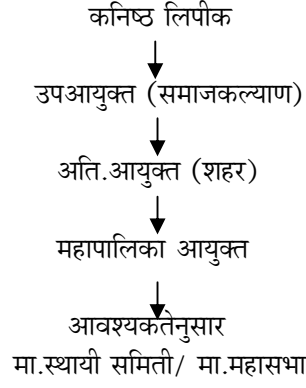 कनिष्ठ लिपीक
उपआयुक्त (समाजकल्याण)
अति.आयुक्त (शहर)
महापालिका आयुक्त
आवश्यकतेनुसार
मा.स्थायी समिती/ मा.महासभा